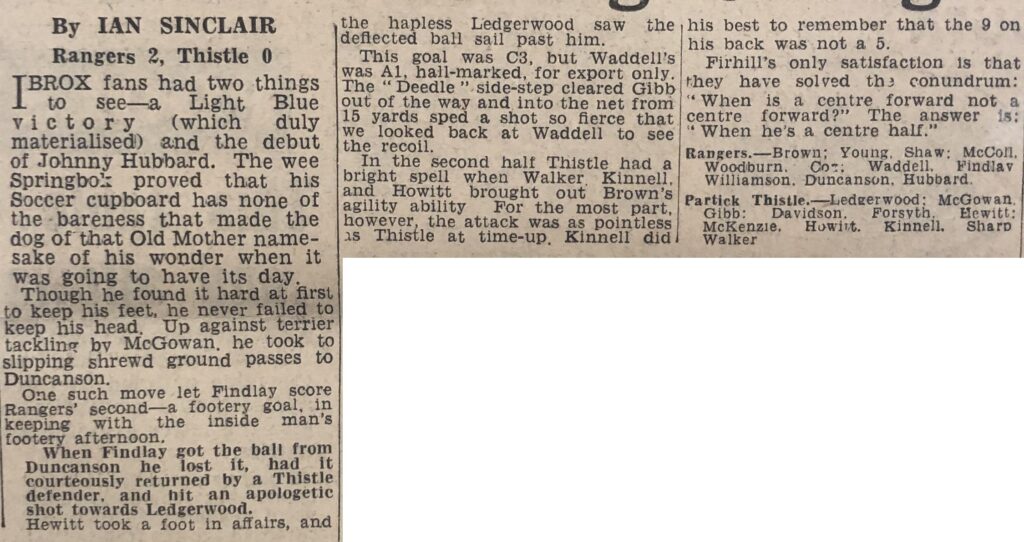 By IAN SINCLAIR
Rangers 2, Thistle 0
IBROX fans had two things
to see—a Light Blue
victory (which duly
materialised) and the debut
of Johnny Hubbard. The wee
Springbok proved that his
Soccer cupboard has none of
the bareness that made the
dog of that Old Mother name-
sake of his wonder when it
was going to have its day.
Though he found it hard at first
to keep his feet, he never failed to
keep his head. Up against terrier
tackling by McGowan, he took to
slipping shrewd ground passes to
Duncanson.
One such move let Findlay score
Rangers' second—a footery goal, in
keeping with the inside man's
footery afternoon.
When Findlay got the ball from
Duncanson he lost it, had it
courteously returned by a Thistle
defender, and hit an apologetic
shot towards Ledgerwood.
Hewitt took a foot in affairs, and
the hapless Ledgerwood saw the
deflected ball sail past him.
This goal was C3, but Waddell's
was A1, hall-marked, for export only.
The "Deedle" side-step cleared Gibb
out of the way and into the net from
15 yards sped a shot so fierce that
we looked back at Waddell to see
the recoil.
In the second half Thistle had a
bright spell when Walker, Kinnell,
and Howitt brought out Brown's
agility ability For the most part,
however, the attack was as pointless
as Thistle at time-up. Kinnell did
his best to remember that the 9 on
his back was not a 5.
Firhill's only satisfaction is that
they have solved the conundrum:
"When is a centre forward not a
centre forward?" The answer is:
"When he's a centre half."
Rangers.—Brown; Young, Shaw; McColl,
Woodburn, Cox; Waddell, Findlay
Williamson, Duncanson, Hubbard.
Partick Thistle.—Ledgerwood; McGowan,
Gibb; Davidson, Forsyth, Hewitt;
McKenzie, Howitt, Kinnell, Sharp
Walker